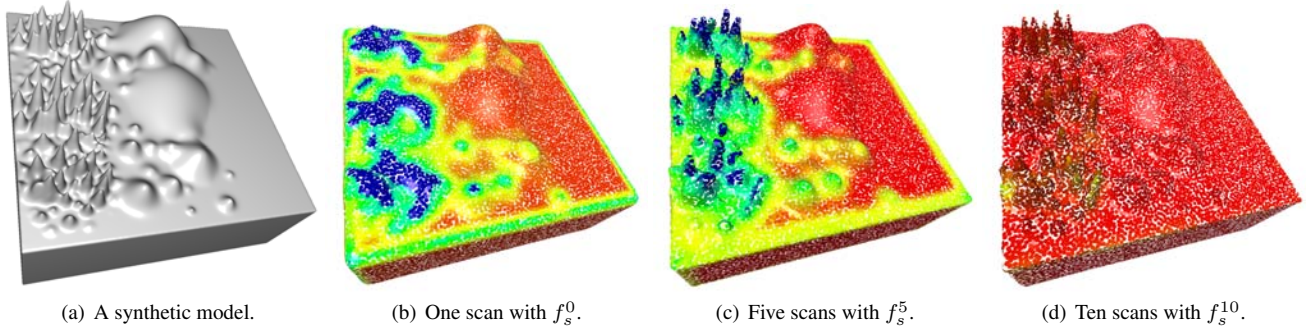 (a) A synthetic model.
(b) One scan with $f_s^0$.
(c) Five scans with $f_s^5$.
(d) Ten scans with $f_s^{10}$.